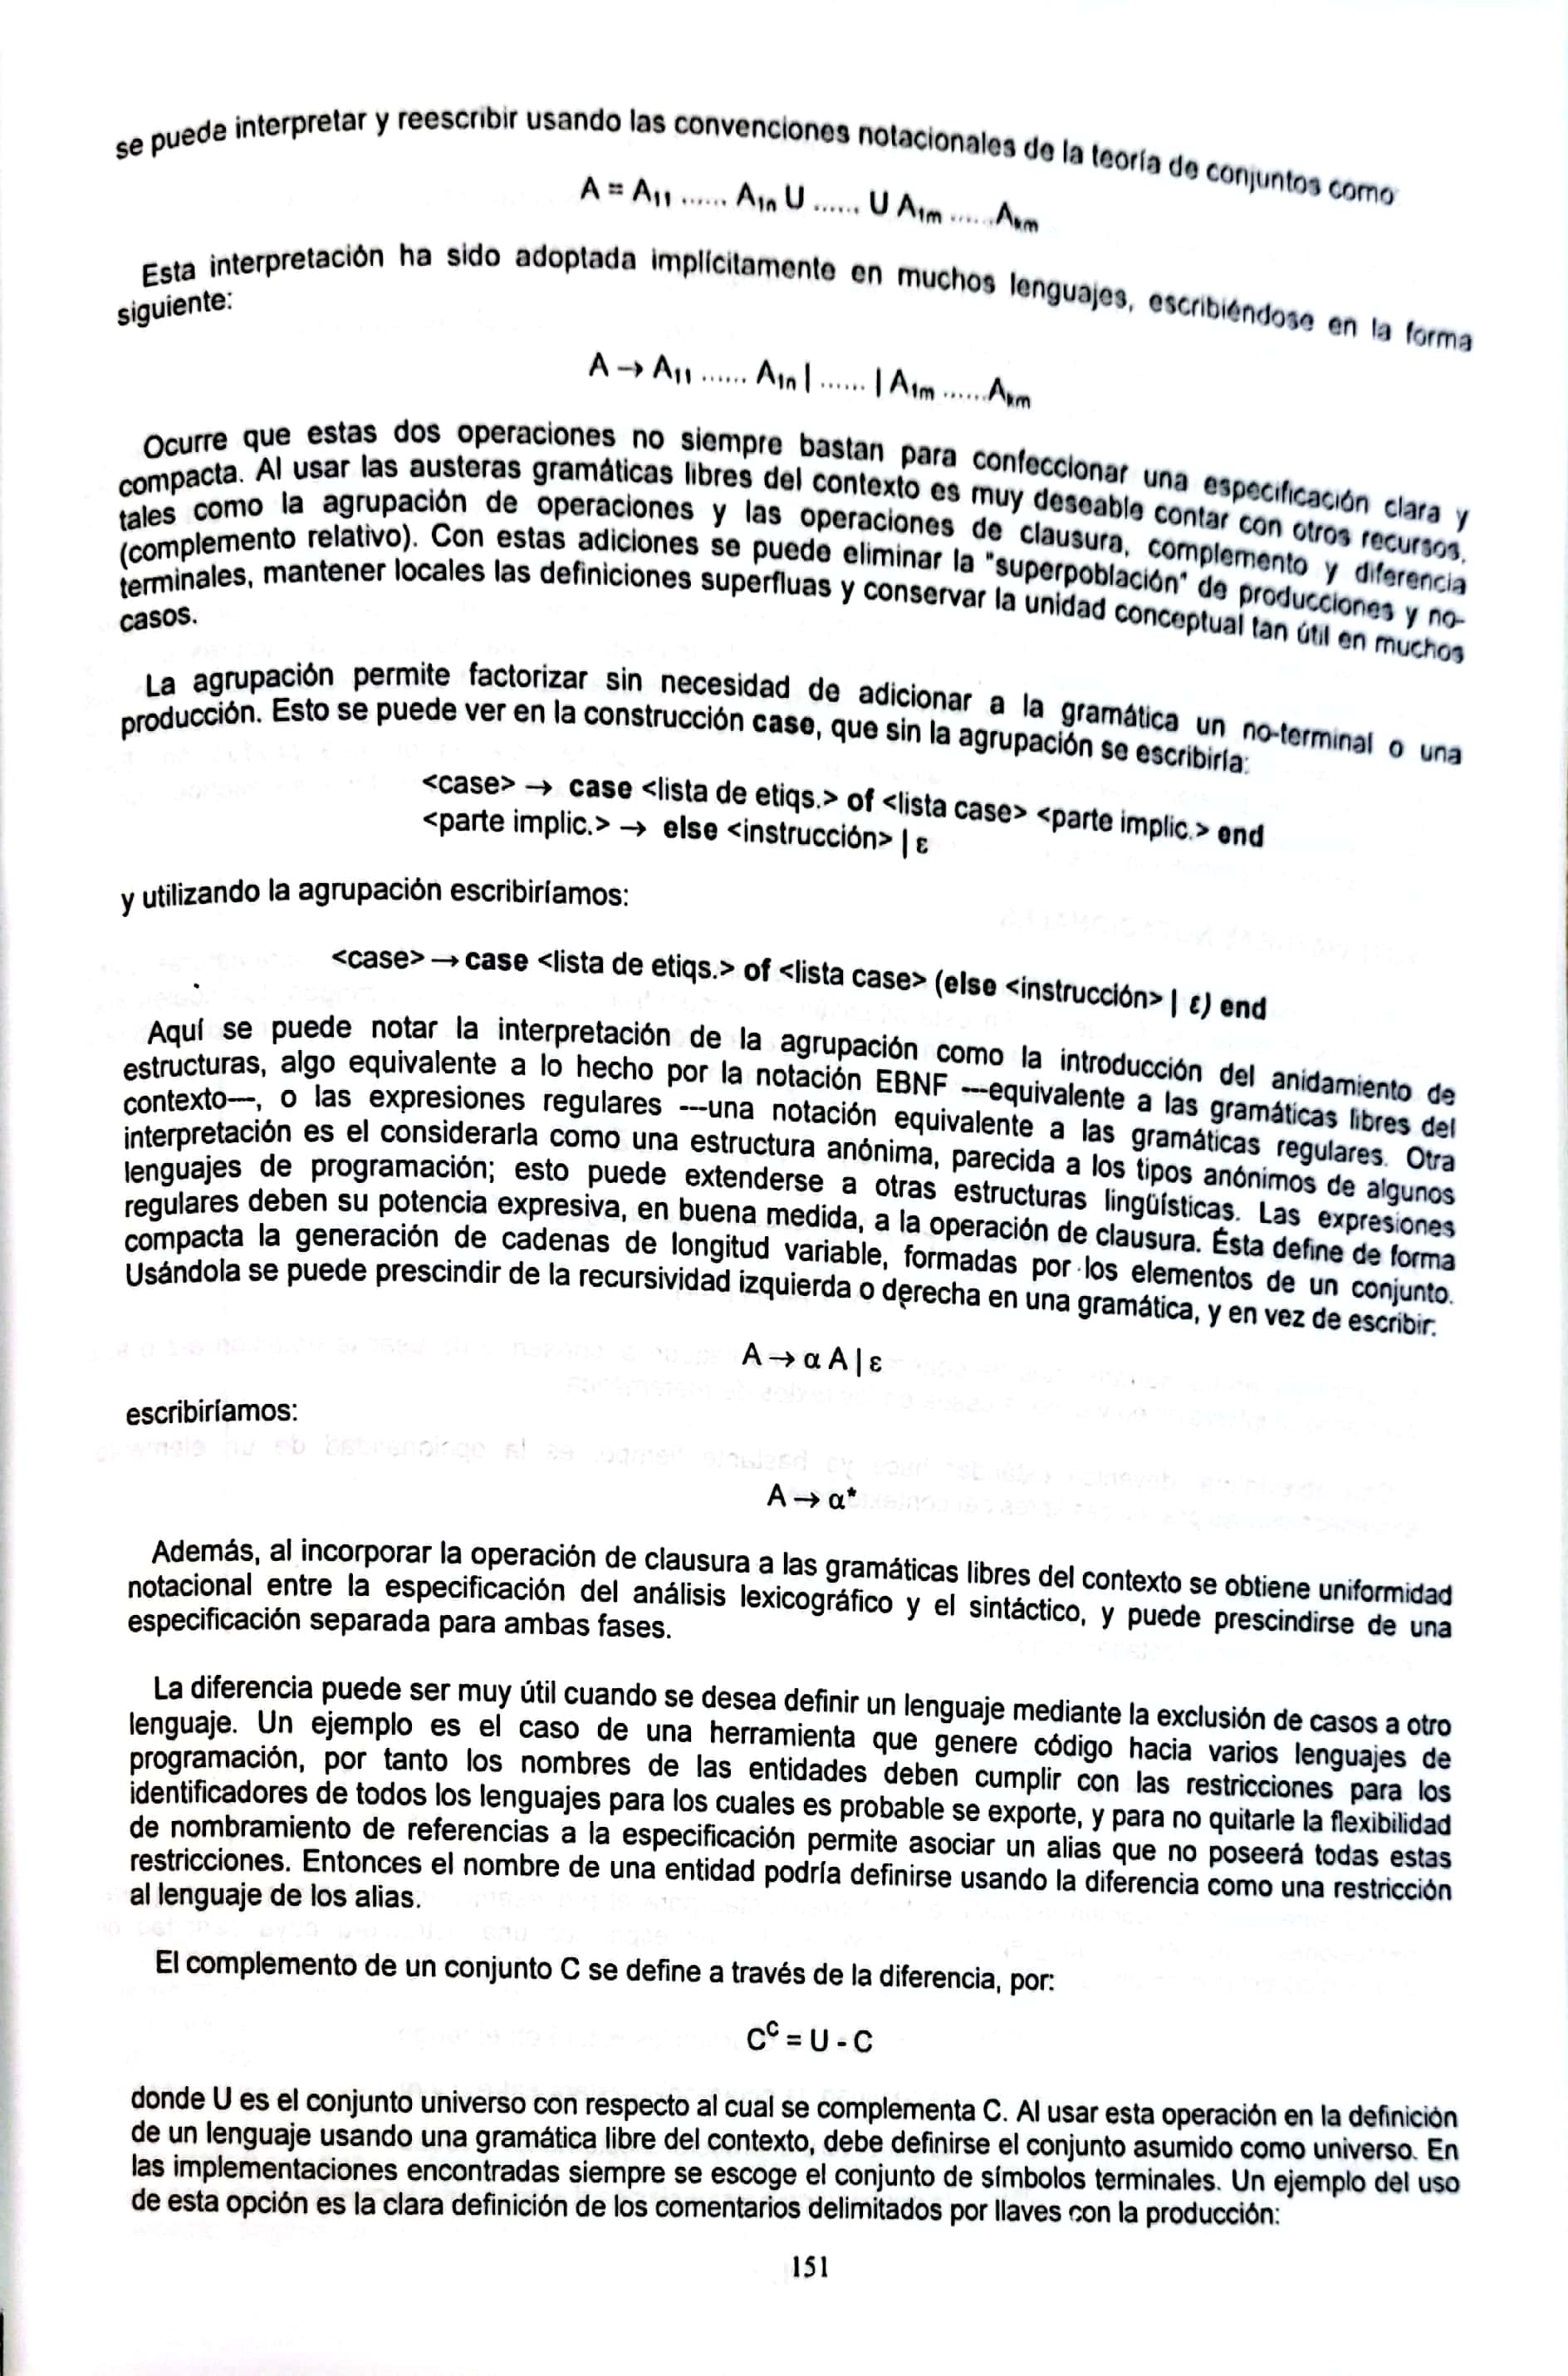 se puede interpretar y reescribir usando las convenciones notacionales de la teoría de conjuntos como
A = A₁₁ ...... A₁ₙ U ...... U A₁ₘ ...... Aₖₘ
Esta interpretación ha sido adoptada implícitamente en muchos lenguajes, escribiéndose en la forma
siguiente:
A → A₁₁ ...... A₁ₙ | ...... | A₁ₘ ...... Aₖₘ
Ocurre que estas dos operaciones no siempre bastan para confeccionar una especificación clara y
compacta. Al usar las austeras gramáticas libres del contexto es muy deseable contar con otros recursos,
tales como la agrupación de operaciones y las operaciones de clausura, complemento y diferencia
(complemento relativo). Con estas adiciones se puede eliminar la "superpoblación" de producciones y no-
terminales, mantener locales las definiciones superfluas y conservar la unidad conceptual tan útil en muchos
casos.
La agrupación permite factorizar sin necesidad de adicionar a la gramática un no-terminal o una
producción. Esto se puede ver en la construcción case, que sin la agrupación se escribiría:
<case> → case <lista de etiqs.> of <lista case> <parte implic.> end
<parte implic.> → else <instrucción> | ε
y utilizando la agrupación escribiríamos:
<case> → case <lista de etiqs.> of <lista case> (else <instrucción> | ε) end
Aquí se puede notar la interpretación de la agrupación como la introducción del anidamiento de
estructuras, algo equivalente a lo hecho por la notación EBNF ---equivalente a las gramáticas libres del
contexto---, o las expresiones regulares ---una notación equivalente a las gramáticas regulares. Otra
interpretación es el considerarla como una estructura anónima, parecida a los tipos anónimos de algunos
lenguajes de programación; esto puede extenderse a otras estructuras lingüísticas. Las expresiones
regulares deben su potencia expresiva, en buena medida, a la operación de clausura. Ésta define de forma
compacta la generación de cadenas de longitud variable, formadas por los elementos de un conjunto.
Usándola se puede prescindir de la recursividad izquierda o derecha en una gramática, y en vez de escribir:
A → α A | ε
escribiríamos:
A → α*
Además, al incorporar la operación de clausura a las gramáticas libres del contexto se obtiene uniformidad
notacional entre la especificación del análisis lexicográfico y el sintáctico, y puede prescindirse de una
especificación separada para ambas fases.
La diferencia puede ser muy útil cuando se desea definir un lenguaje mediante la exclusión de casos a otro
lenguaje. Un ejemplo es el caso de una herramienta que genere código hacia varios lenguajes de
programación, por tanto los nombres de las entidades deben cumplir con las restricciones para los
identificadores de todos los lenguajes para los cuales es probable se exporte, y para no quitarle la flexibilidad
de nombramiento de referencias a la especificación permite asociar un alias que no poseerá todas estas
restricciones. Entonces el nombre de una entidad podría definirse usando la diferencia como una restricción
al lenguaje de los alias.
El complemento de un conjunto C se define a través de la diferencia, por:
Cᶜ = U - C
donde U es el conjunto universo con respecto al cual se complementa C. Al usar esta operación en la definición
de un lenguaje usando una gramática libre del contexto, debe definirse el conjunto asumido como universo. En
las implementaciones encontradas siempre se escoge el conjunto de símbolos terminales. Un ejemplo del uso
de esta opción es la clara definición de los comentarios delimitados por llaves con la producción:
151